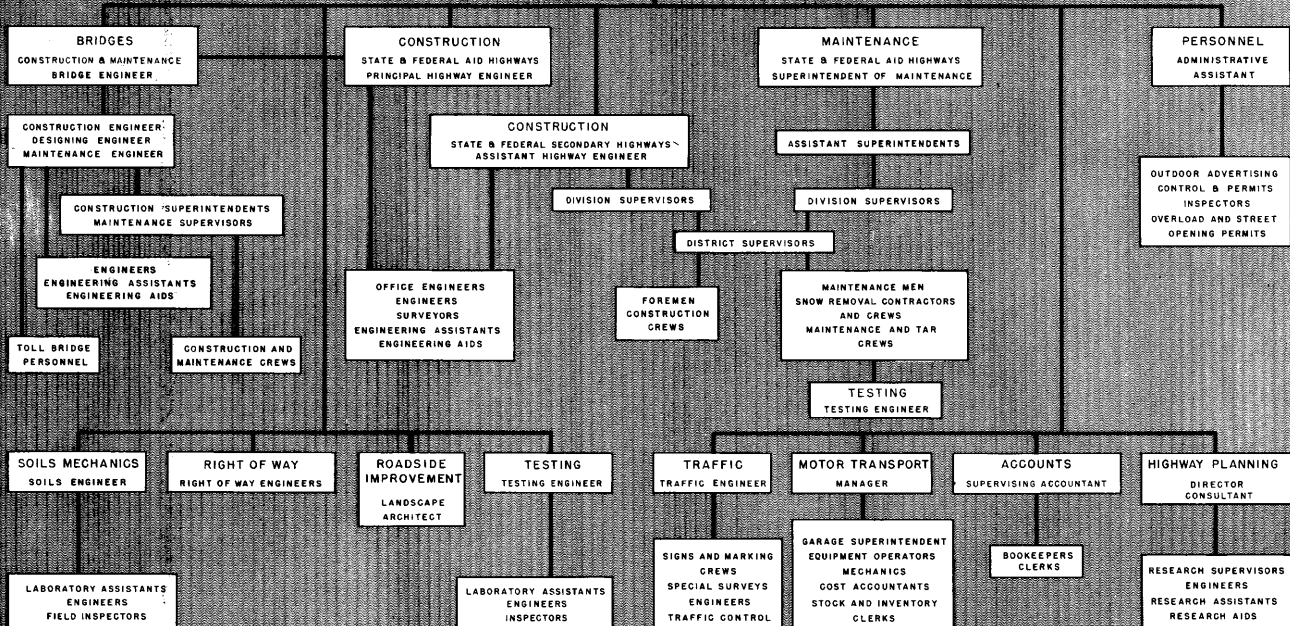 BRIDGES
CONSTRUCTION & MAINTENANCE
BRIDGE ENGINEER
CONSTRUCTION
STATE & FEDERAL AID HIGHWAYS
PRINCIPAL HIGHWAY ENGINEER
MAINTENANCE
STATE & FEDERAL AID HIGHWAYS
SUPERINTENDENT OF MAINTENANCE
PERSONNEL
ADMINISTRATIVE
ASSISTANT
CONSTRUCTION ENGINEER
DESIGNING ENGINEER
MAINTENANCE ENGINEER
CONSTRUCTION
STATE & FEDERAL SECONDARY HIGHWAYS
ASSISTANT HIGHWAY ENGINEER
ASSISTANT SUPERINTENDENTS
OUTDOOR ADVERTISING
CONTROL & PERMITS
INSPECTORS
OVERLOAD AND STREET
OPENING PERMITS
CONSTRUCTION SUPERINTENDENTS
MAINTENANCE SUPERVISORS
DIVISION SUPERVISORS
DIVISION SUPERVISORS
DISTRICT SUPERVISORS
ENGINEERS
ENGINEERING ASSISTANTS
ENGINEERING AIDS
OFFICE ENGINEERS
ENGINEERS
SURVEYORS
ENGINEERING ASSISTANTS
ENGINEERING AIDS
FOREMEN
CONSTRUCTION
CREWS
MAINTENANCE MEN
SNOW REMOVAL CONTRACTORS
AND CREWS
MAINTENANCE AND TAR
CREWS
TOLL BRIDGE
PERSONNEL
CONSTRUCTION AND
MAINTENANCE CREWS
TESTING
TESTING ENGINEER
SOILS MECHANICS
SOILS ENGINEER
RIGHT OF WAY
RIGHT OF WAY ENGINEERS
ROADSIDE
IMPROVEMENT
LANDSCAPE
ARCHITECT
TESTING
TESTING ENGINEER
TRAFFIC
TRAFFIC ENGINEER
MOTOR TRANSPORT
MANAGER
ACCOUNTS
SUPERVISING ACCOUNTANT
HIGHWAY PLANNING
DIRECTOR
CONSULTANT
LABORATORY ASSISTANTS
ENGINEERS
FIELD INSPECTORS
LABORATORY ASSISTANTS
ENGINEERS
INSPECTORS
SIGNS AND MARKING
CREWS
SPECIAL SURVEYS
ENGINEERS
TRAFFIC CONTROL
GARAGE SUPERINTENDENT
EQUIPMENT OPERATORS
MECHANICS
COST ACCOUNTANTS
STOCK AND INVENTORY
CLERKS
BOOKEEPERS
CLERKS
RESEARCH SUPERVISORS
ENGINEERS
RESEARCH ASSISTANTS
RESEARCH AIDS